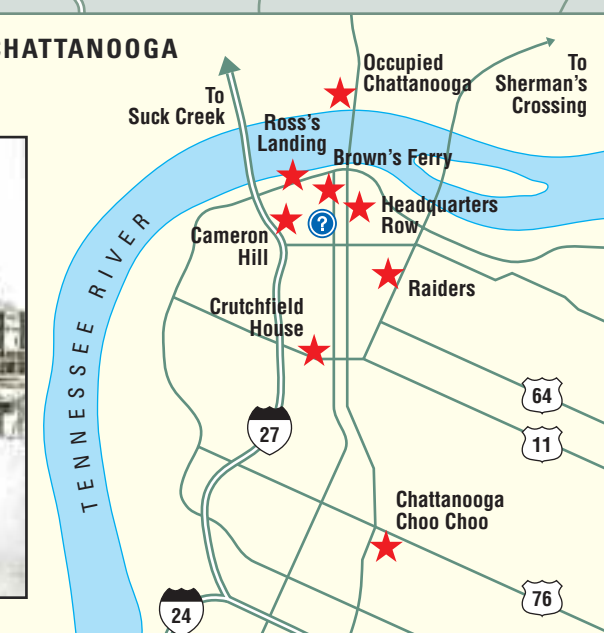 CHATTANOOGA
Occupied
Chattanooga
To
Sherman's
Crossing
To
Suck Creek
Ross's
Landing
Brown's Ferry
Headquarters
Row
?
Cameron
Hill
Raiders
Crutchfield
House
TENNESSEE RIVER
64
27
11
Chattanooga
Choo Choo
76
24